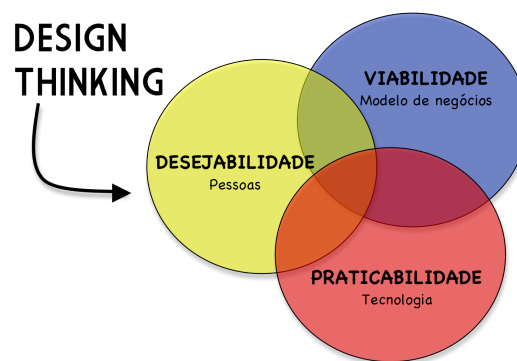 DESIGN
THINKING
VIABILIDADE
Modelo de negócios
DESEJABILIDADE
Pessoas
PRATICABILIDADE
Tecnologia